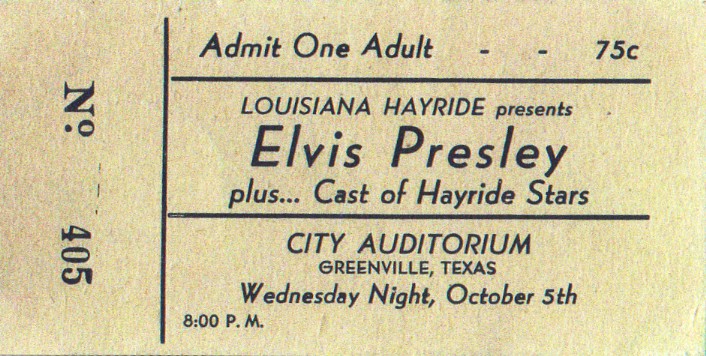 Nº 405
Admit One Adult - - 75c
LOUISIANA HAYRIDE presents
Elvis Presley
plus... Cast of Hayride Stars
CITY AUDITORIUM
GREENVILLE, TEXAS
Wednesday Night, October 5th
8:00 P. M.